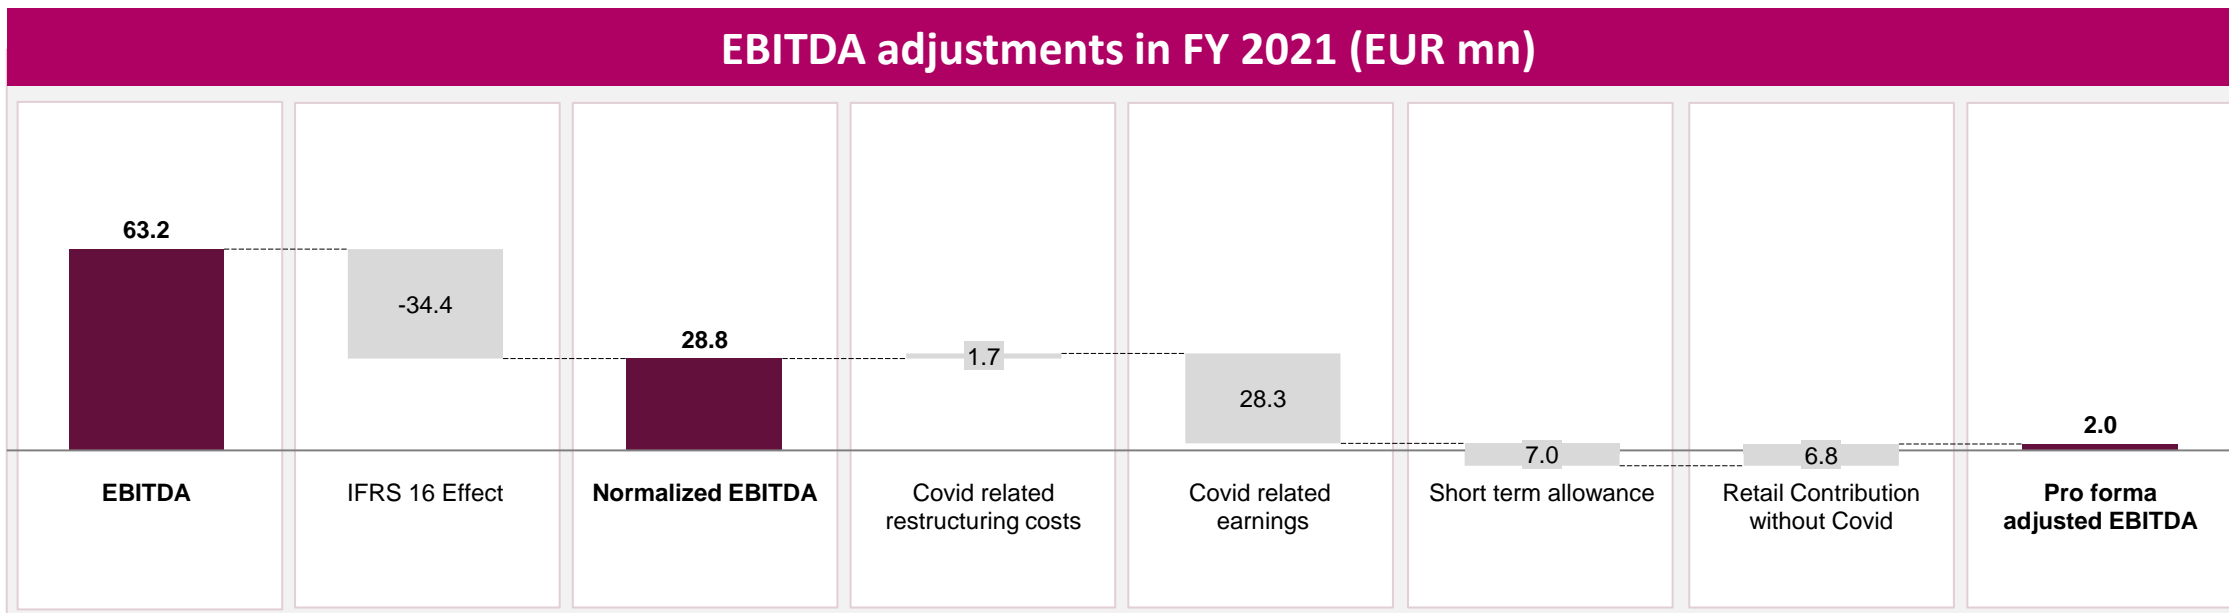 EBITDA adjustments in FY 2021 (EUR mn)
63.2
-34.4
28.8
1.7
28.3
7.0
6.8
2.0
EBITDA
IFRS 16 Effect
Normalized EBITDA
Covid related
restructuring costs
Covid related
earnings
Short term allowance
Retail Contribution
without Covid
Pro forma
adjusted EBITDA